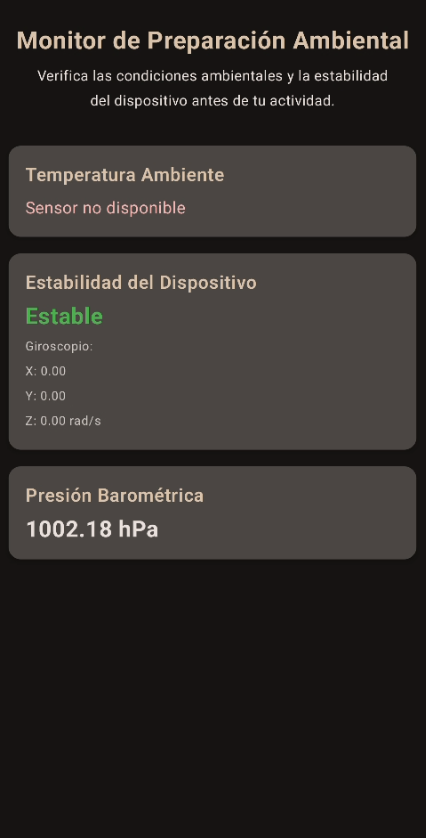 Monitor de Preparación Ambiental
Verifica las condiciones ambientales y la estabilidad
del dispositivo antes de tu actividad.
Temperatura Ambiente
Sensor no disponible
Estabilidad del Dispositivo
Estable
Giroscopio:
X: 0.00
Y: 0.00
Z: 0.00 rad/s
Presión Barométrica
1002.18 hPa